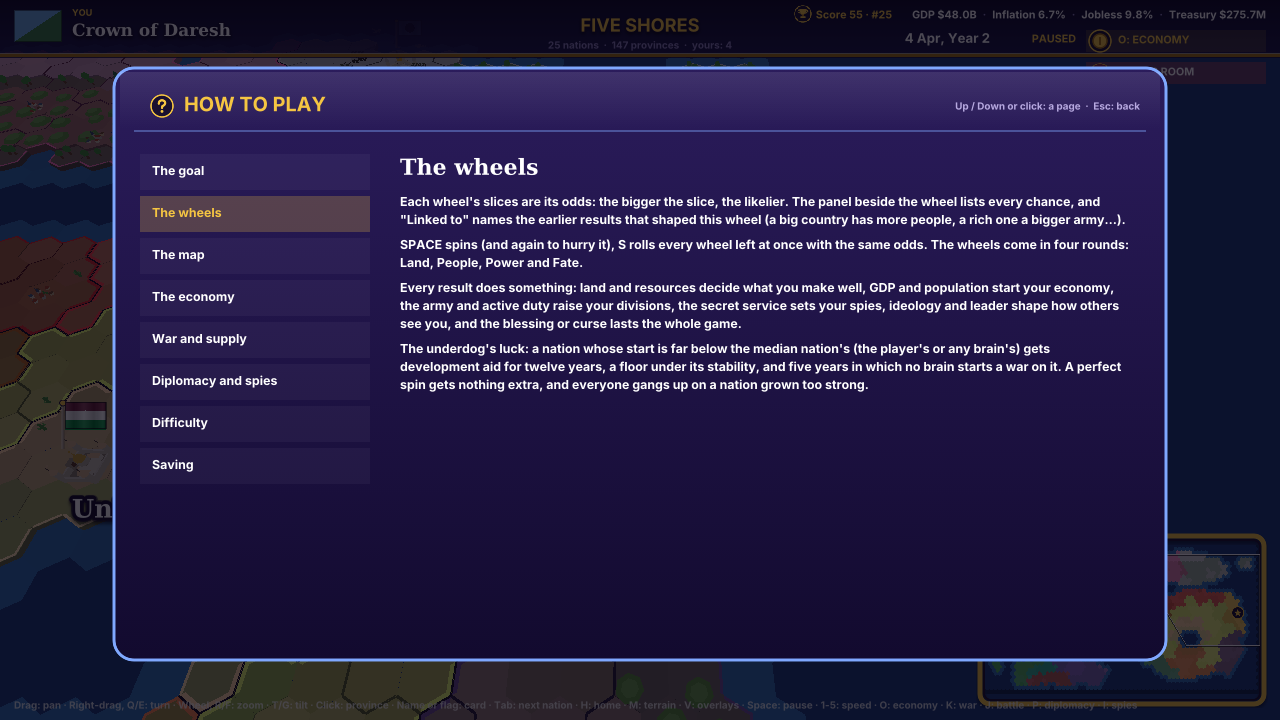 YOU
Crown of Daresh
FIVE SHORES
25 nations · 147 provinces · yours: 4
Score 55 · #25
GDP $48.0B · Inflation 6.7% · Jobless 9.8% · Treasury $275.7M
4 Apr, Year 2
PAUSED
O: ECONOMY
ROOM
HOW TO PLAY
Up / Down or click: a page · Esc: back
The goal
The wheels
The map
The economy
War and supply
Diplomacy and spies
Difficulty
Saving
The wheels
Each wheel's slices are its odds: the bigger the slice, the likelier. The panel beside the wheel lists every chance, and
"Linked to" names the earlier results that shaped this wheel (a big country has more people, a rich one a bigger army...).
SPACE spins (and again to hurry it), S rolls every wheel left at once with the same odds. The wheels come in four rounds:
Land, People, Power and Fate.
Every result does something: land and resources decide what you make well, GDP and population start your economy,
the army and active duty raise your divisions, the secret service sets your spies, ideology and leader shape how others
see you, and the blessing or curse lasts the whole game.
The underdog's luck: a nation whose start is far below the median nation's (the player's or any brain's) gets
development aid for twelve years, a floor under its stability, and five years in which no brain starts a war on it. A perfect
spin gets nothing extra, and everyone gangs up on a nation grown too strong.
Un
Drag: pan · Right-drag, Q/E: turn · Wheel, R/F: zoom · T/G: tilt · Click: province · Name or flag: card · Tab: next nation · H: home · M: terrain · V: overlays · Space: pause · 1-5: speed · O: economy · K: war · J: battle · P: diplomacy · I: spies